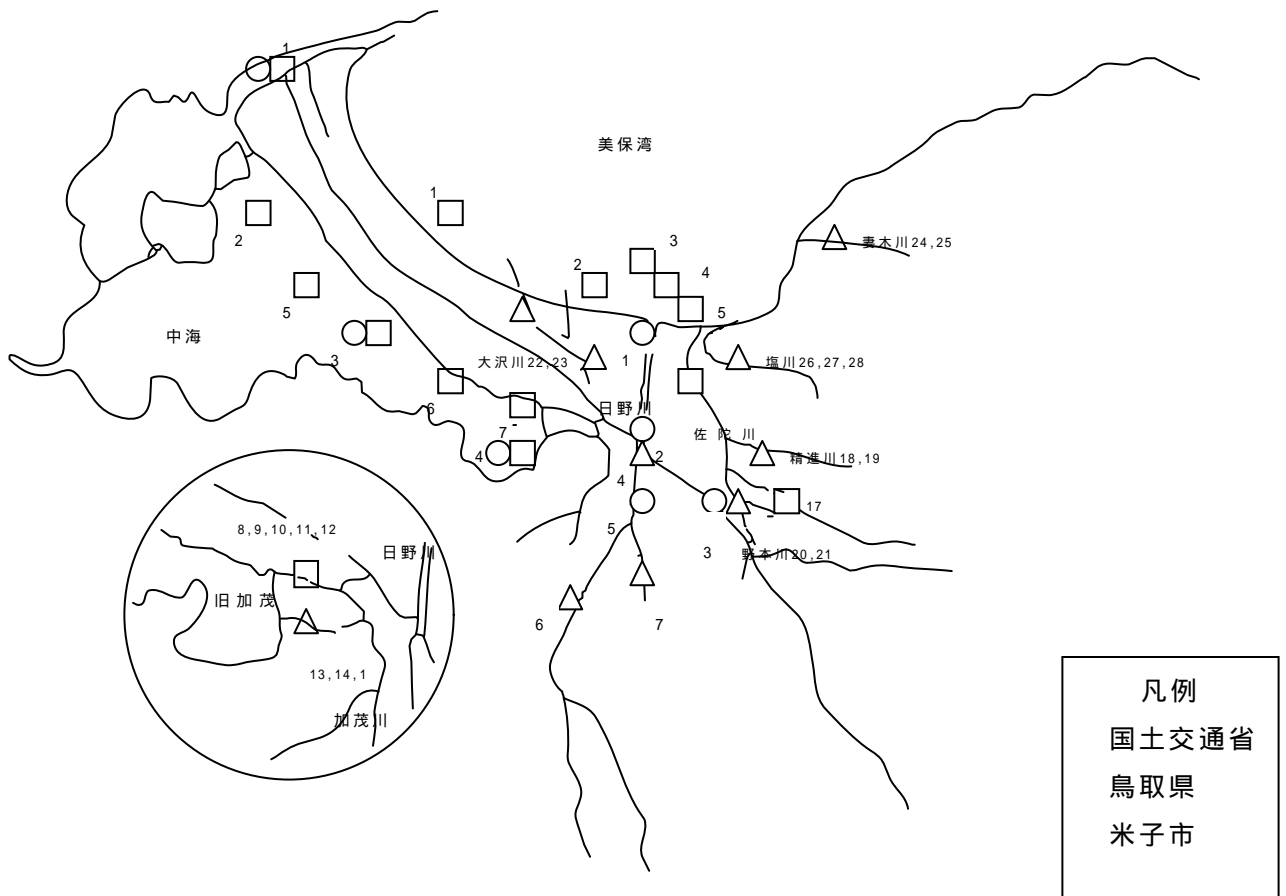 1
美保湾
1
2
妻木川24,25
3
2
4
5
5
中海
3
大沢川22,23
1
塩川26,27,28
6
日野川
7
佐陀川
4
2
精進川18,19
4
17
5
3
野本川20,21
8,9,10,11,12
日野川
旧加茂
6
7
13,14,1
加茂川
凡例
国土交通省
鳥取県
米子市